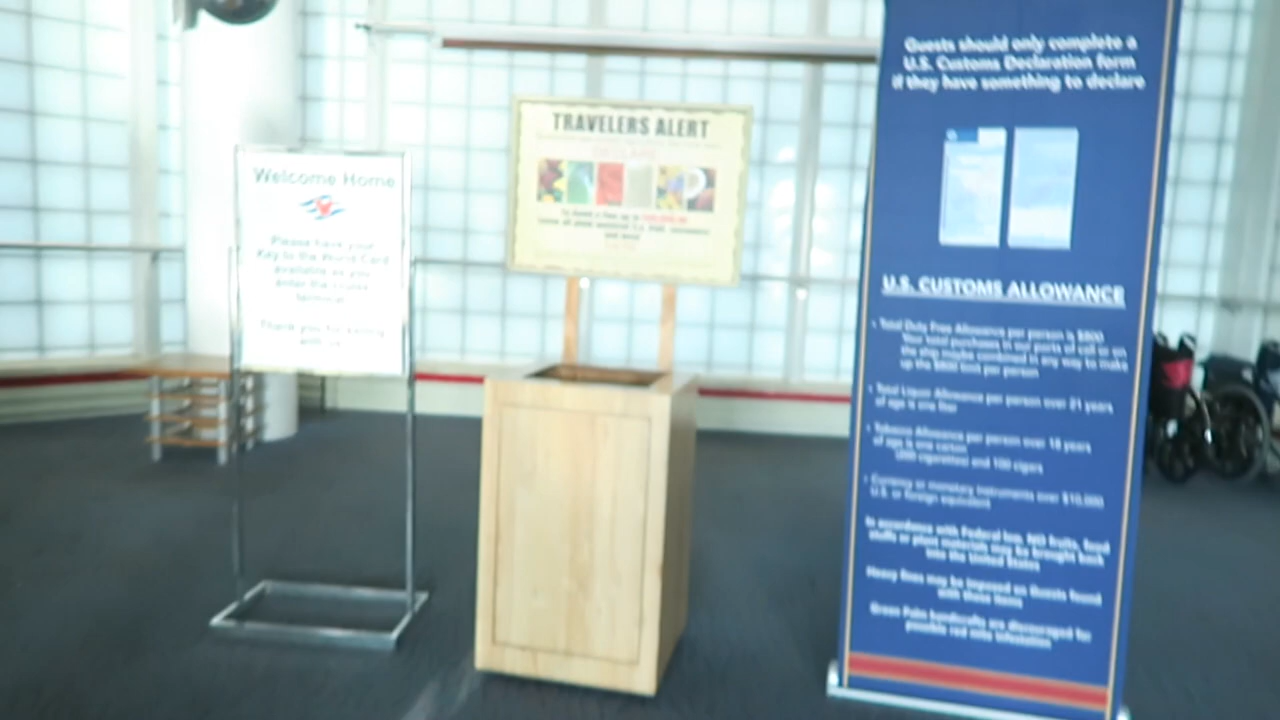 Welcome Home
Please have your
Key to the World Card
available as you
enter the cruise
terminal
Thank you for sailing
with us
TRAVELERS ALERT
Guests should only complete a
U.S. Customs Declaration form
if they have something to declare
U.S. CUSTOMS ALLOWANCE
Total Duty Free Allowance per person is $800
Your total purchases in our ports of call or on
the ship maybe combined in any way to make
up the $800 limit per person
Total Liquor Allowance per person over 21 years
of age is one liter
Tobacco Allowance per person over 18 years
of age is one carton
(200 cigarettes) and 100 cigars
Currency or monetary instruments over $10,000
U.S. or foreign equivalent
In accordance with Federal law, NO fruits, food
stuffs or plant materials may be brought back
into the United States
Heavy fines may be imposed on Guests found
with these items
Green Palm handicrafts are discouraged for
possible red mite infestation